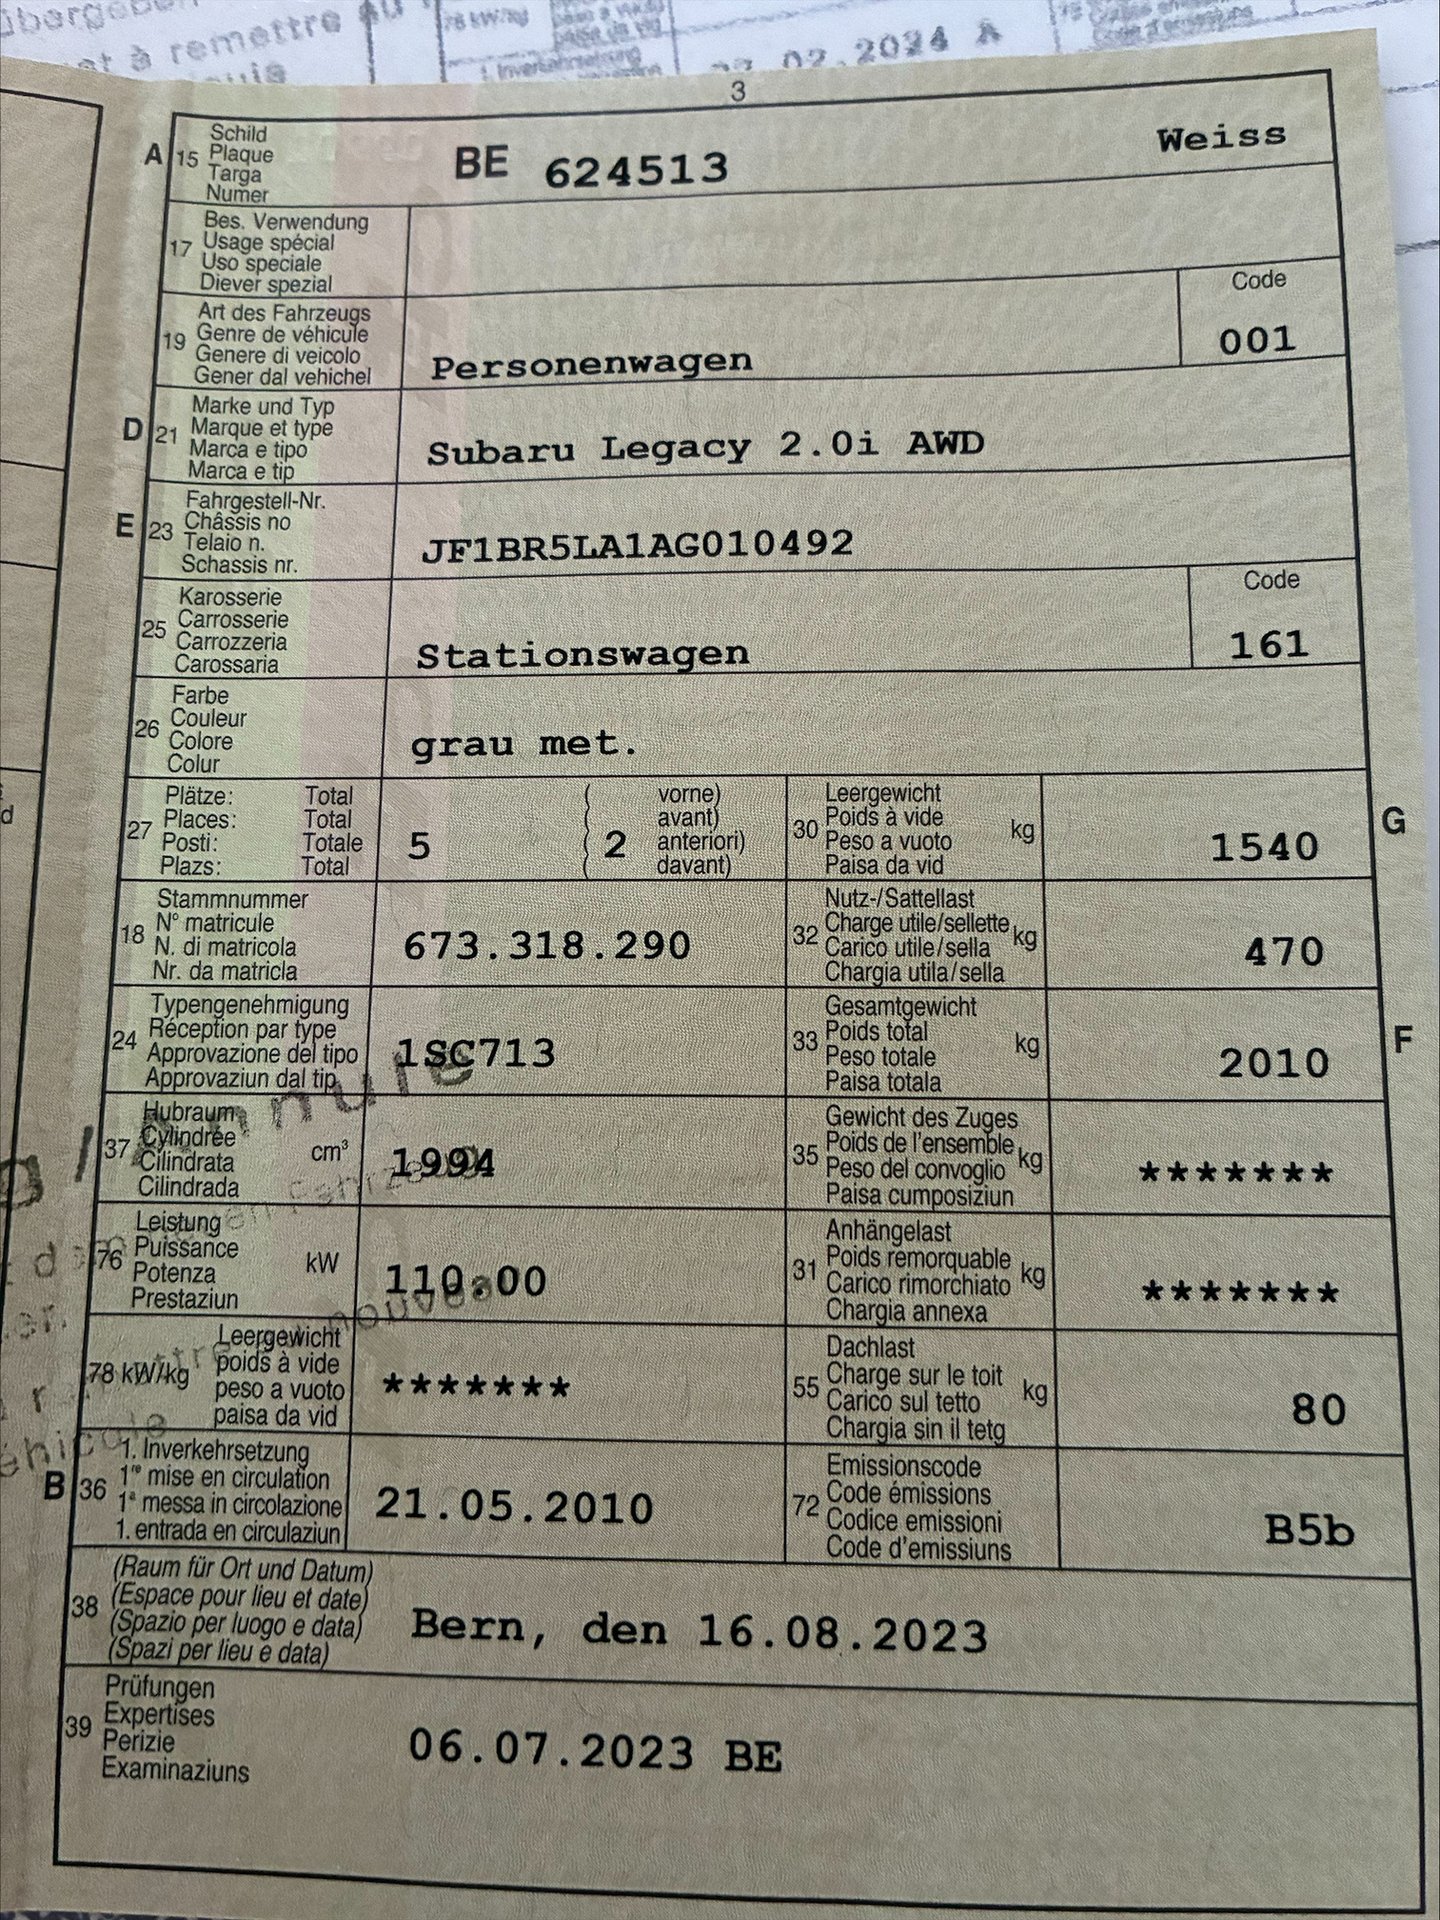 übergeben
et à remettre au
78 kW/kg
1. Inverkehrsetzung
.02.2024 A
3
A 15 Schild
Plaque
Targa
Numer
BE 624513 Weiss
17 Bes. Verwendung
Usage spécial
Uso speciale
Diever spezial
19 Art des Fahrzeugs
Genre de véhicule
Genere di veicolo
Gener dal vehichel
Personenwagen
Code
001
D 21 Marke und Typ
Marque et type
Marca e tipo
Marca e tip
Subaru Legacy 2.0i AWD
E 23 Fahrgestell-Nr.
Châssis no
Telaio n.
Schassis nr.
JF1BR5LA1AG010492
25 Karosserie
Carrosserie
Carrozzeria
Carossaria
Stationswagen
Code
161
26 Farbe
Couleur
Colore
Colur
grau met.
27 Plätze: Total
Places: Total
Posti: Totale
Plazs: Total
5 ( 2 vorne)
( avant)
( anteriori)
( davant)
30 Leergewicht
Poids à vide
Peso a vuoto
Paisa da vid
kg
1540
G
18 Stammnummer
N° matricule
N. di matricola
Nr. da matricla
673.318.290
32 Nutz-/Sattellast
Charge utile/sellette
Carico utile/sella
Chargia utila/sella
kg
470
24 Typengenehmigung
Réception par type
Approvazione del tipo
Approvaziun dal tip
1SC713
33 Gesamtgewicht
Poids total
Peso totale
Paisa totala
kg
2010
F
37 Hubraum
Cylindrée
Cilindrata
Cilindrada
cm³
1994
35 Gewicht des Zuges
Poids de l'ensemble
Peso del convoglio
Paisa cumposiziun
kg
*******
76 Leistung
Puissance
Potenza
Prestaziun
kW
110.00
31 Anhängelast
Poids remorquable
Carico rimorchiato
Chargia annexa
kg
*******
78 kW/kg Leergewicht
poids à vide
peso a vuoto
paisa da vid
*******
55 Dachlast
Charge sur le toit
Carico sul tetto
Chargia sin il tetg
kg
80
B 36 1. Inverkehrsetzung
1re mise en circulation
1a messa in circolazione
1. entrada en circulaziun
21.05.2010
72 Emissionscode
Code émissions
Codice emissioni
Code d'emissiuns
B5b
38 (Raum für Ort und Datum)
(Espace pour lieu et date)
(Spazio per luogo e data)
(Spazi per lieu e data)
Bern, den 16.08.2023
39 Prüfungen
Expertises
Perizie
Examinaziuns
06.07.2023 BE